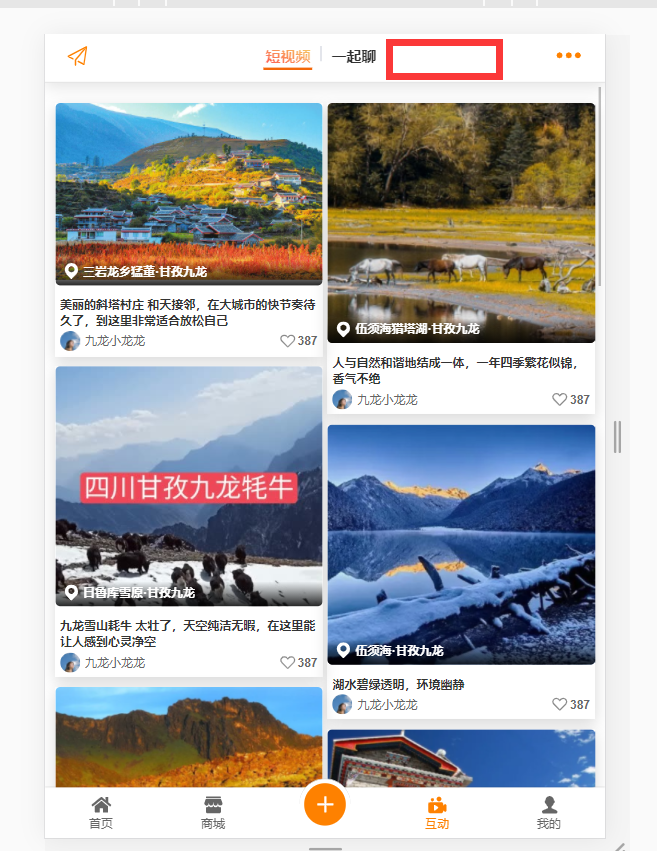 短视频 一起聊
三岩龙乡猛董·甘孜九龙
美丽的斜塔村庄 和天接邻，在大城市的快节奏待
久了，到这里非常适合放松自己
九龙小龙龙 387
四川甘孜九龙牦牛
日鲁库雪原·甘孜九龙
九龙雪山耗牛 太壮了，天空纯洁无暇，在这里能
让人感到心灵净空
九龙小龙龙 387
伍须海猎塔湖·甘孜九龙
人与自然和谐地结成一体，一年四季繁花似锦，
香气不绝
九龙小龙龙 387
伍须海·甘孜九龙
湖水碧绿透明，环境幽静
九龙小龙龙 387
首页 商城 互动 我的